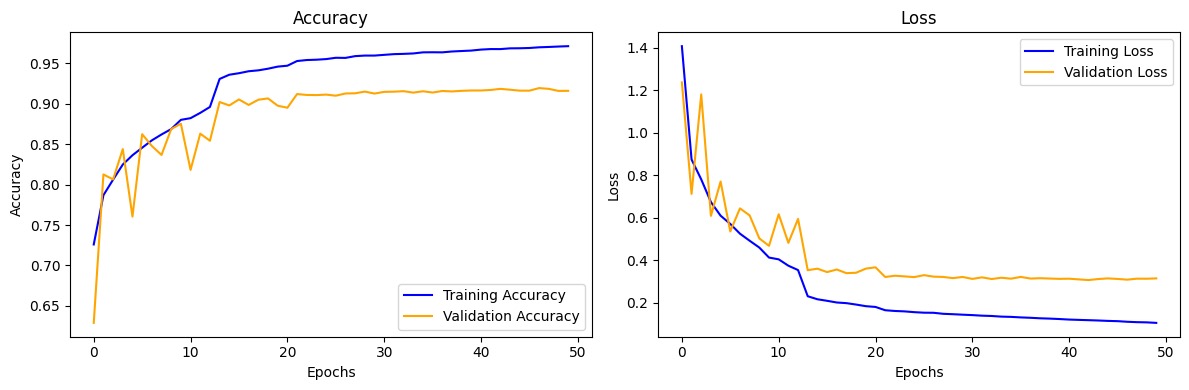 Accuracy
Accuracy
0.95
0.90
0.85
0.80
0.75
0.70
0.65
Training Accuracy
Validation Accuracy
0 10 20 30 40 50
Epochs
Loss
Loss
1.4
1.2
1.0
0.8
0.6
0.4
0.2
Training Loss
Validation Loss
0 10 20 30 40 50
Epochs